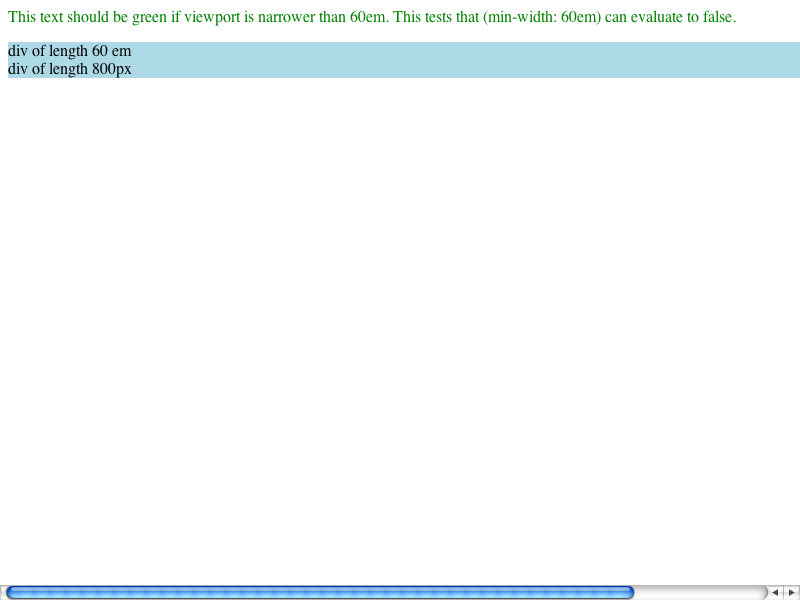 This text should be green if viewport is narrower than 60em. This tests that (min-width: 60em) can evaluate to false.
div of length 60 em
div of length 800px